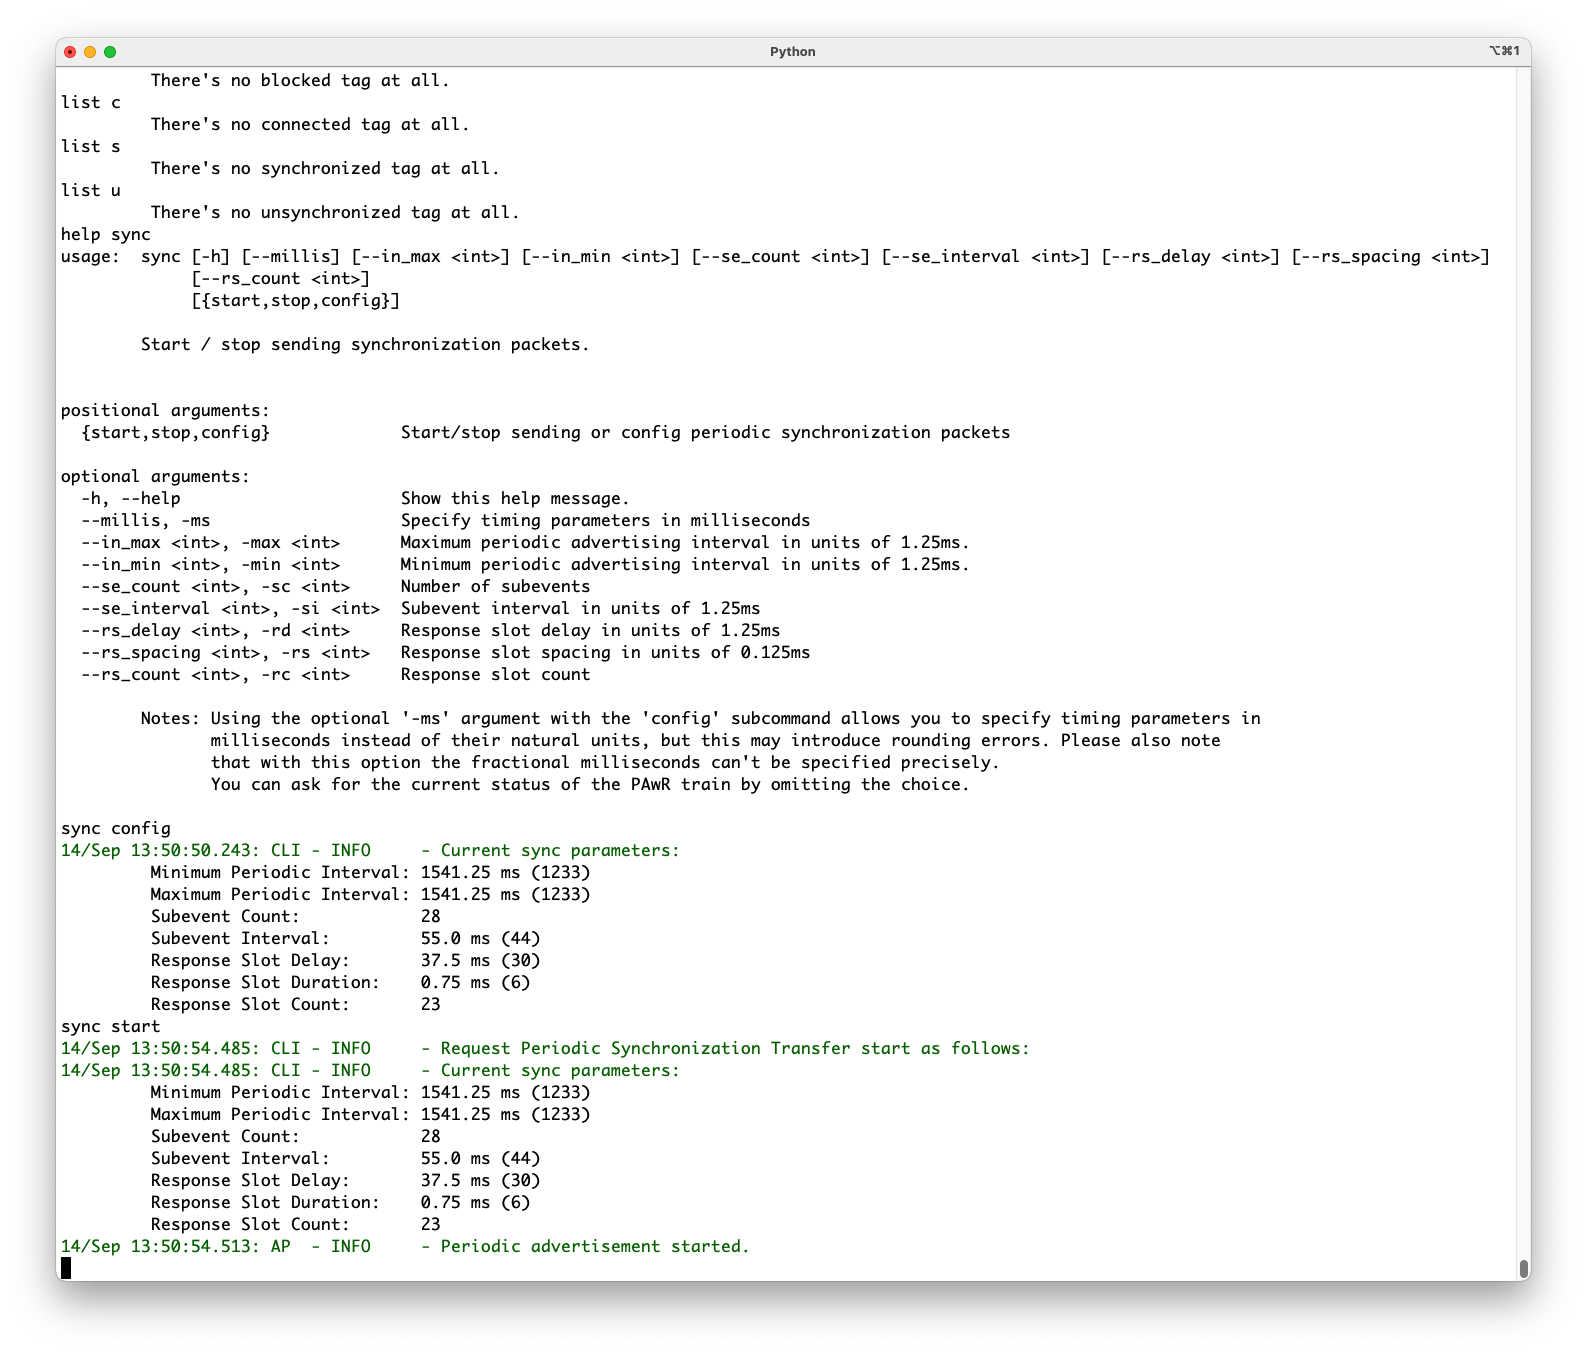 Python
⌥⌘1
There's no blocked tag at all.
list c
There's no connected tag at all.
list s
There's no synchronized tag at all.
list u
There's no unsynchronized tag at all.
help sync
usage:  sync [-h] [--millis] [--in_max <int>] [--in_min <int>] [--se_count <int>] [--se_interval <int>] [--rs_delay <int>] [--rs_spacing <int>]
[--rs_count <int>]
[{start,stop,config}]
Start / stop sending synchronization packets.
positional arguments:
{start,stop,config}             Start/stop sending or config periodic synchronization packets
optional arguments:
-h, --help                      Show this help message.
--millis, -ms                   Specify timing parameters in milliseconds
--in_max <int>, -max <int>      Maximum periodic advertising interval in units of 1.25ms.
--in_min <int>, -min <int>      Minimum periodic advertising interval in units of 1.25ms.
--se_count <int>, -sc <int>     Number of subevents
--se_interval <int>, -si <int>  Subevent interval in units of 1.25ms
--rs_delay <int>, -rd <int>     Response slot delay in units of 1.25ms
--rs_spacing <int>, -rs <int>   Response slot spacing in units of 0.125ms
--rs_count <int>, -rc <int>     Response slot count
Notes: Using the optional '-ms' argument with the 'config' subcommand allows you to specify timing parameters in
milliseconds instead of their natural units, but this may introduce rounding errors. Please also note
that with this option the fractional milliseconds can't be specified precisely.
You can ask for the current status of the PAwR train by omitting the choice.
sync config
14/Sep 13:50:50.243: CLI - INFO     - Current sync parameters:
Minimum Periodic Interval: 1541.25 ms (1233)
Maximum Periodic Interval: 1541.25 ms (1233)
Subevent Count:            28
Subevent Interval:         55.0 ms (44)
Response Slot Delay:       37.5 ms (30)
Response Slot Duration:    0.75 ms (6)
Response Slot Count:       23
sync start
14/Sep 13:50:54.485: CLI - INFO     - Request Periodic Synchronization Transfer start as follows:
14/Sep 13:50:54.485: CLI - INFO     - Current sync parameters:
Minimum Periodic Interval: 1541.25 ms (1233)
Maximum Periodic Interval: 1541.25 ms (1233)
Subevent Count:            28
Subevent Interval:         55.0 ms (44)
Response Slot Delay:       37.5 ms (30)
Response Slot Duration:    0.75 ms (6)
Response Slot Count:       23
14/Sep 13:50:54.513: AP  - INFO     - Periodic advertisement started.